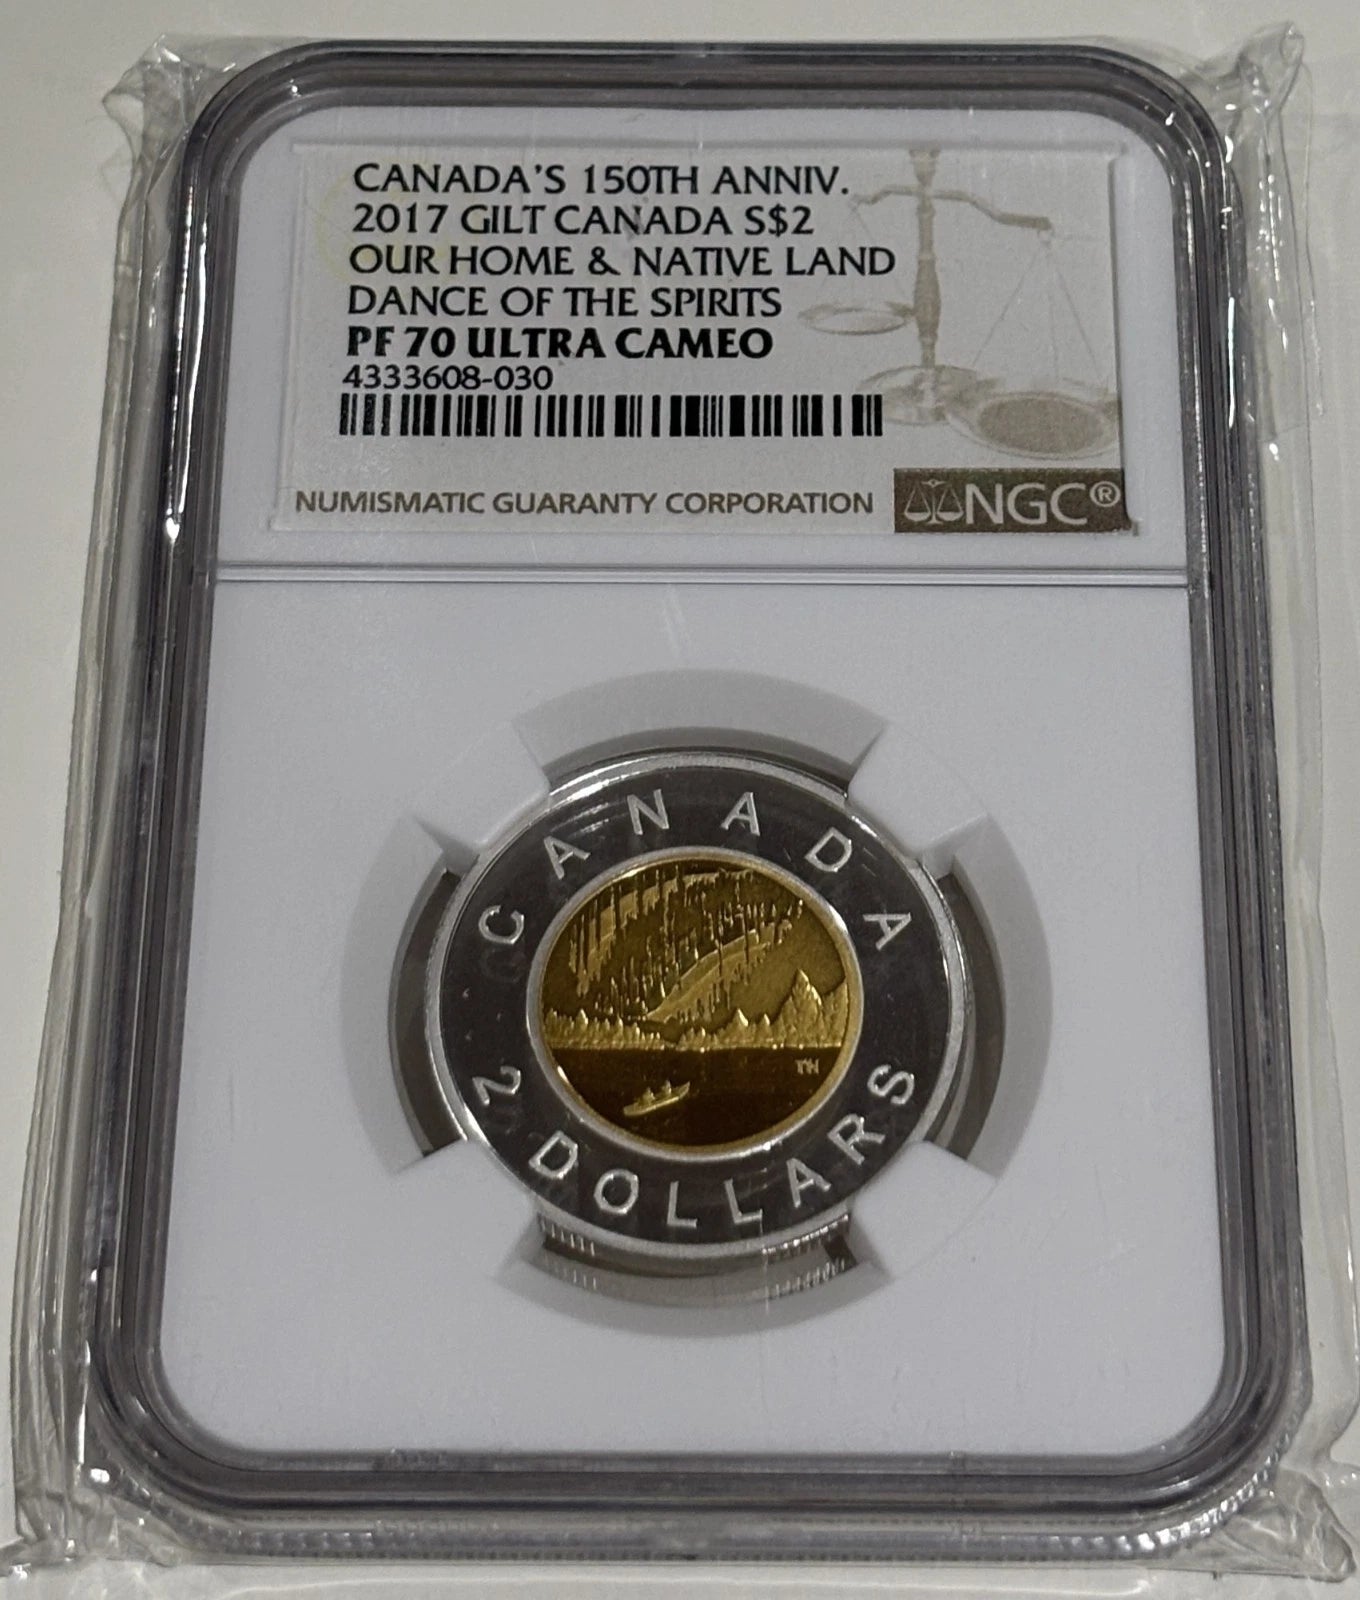 CANADA'S 150TH ANNIV.
2017 GILT CANADA S$2
OUR HOME & NATIVE LAND
DANCE OF THE SPIRITS
PF 70 ULTRA CAMEO
4333608-030
NUMISMATIC GUARANTY CORPORATION
NGC®
CANADA
TH
2 DOLLARS